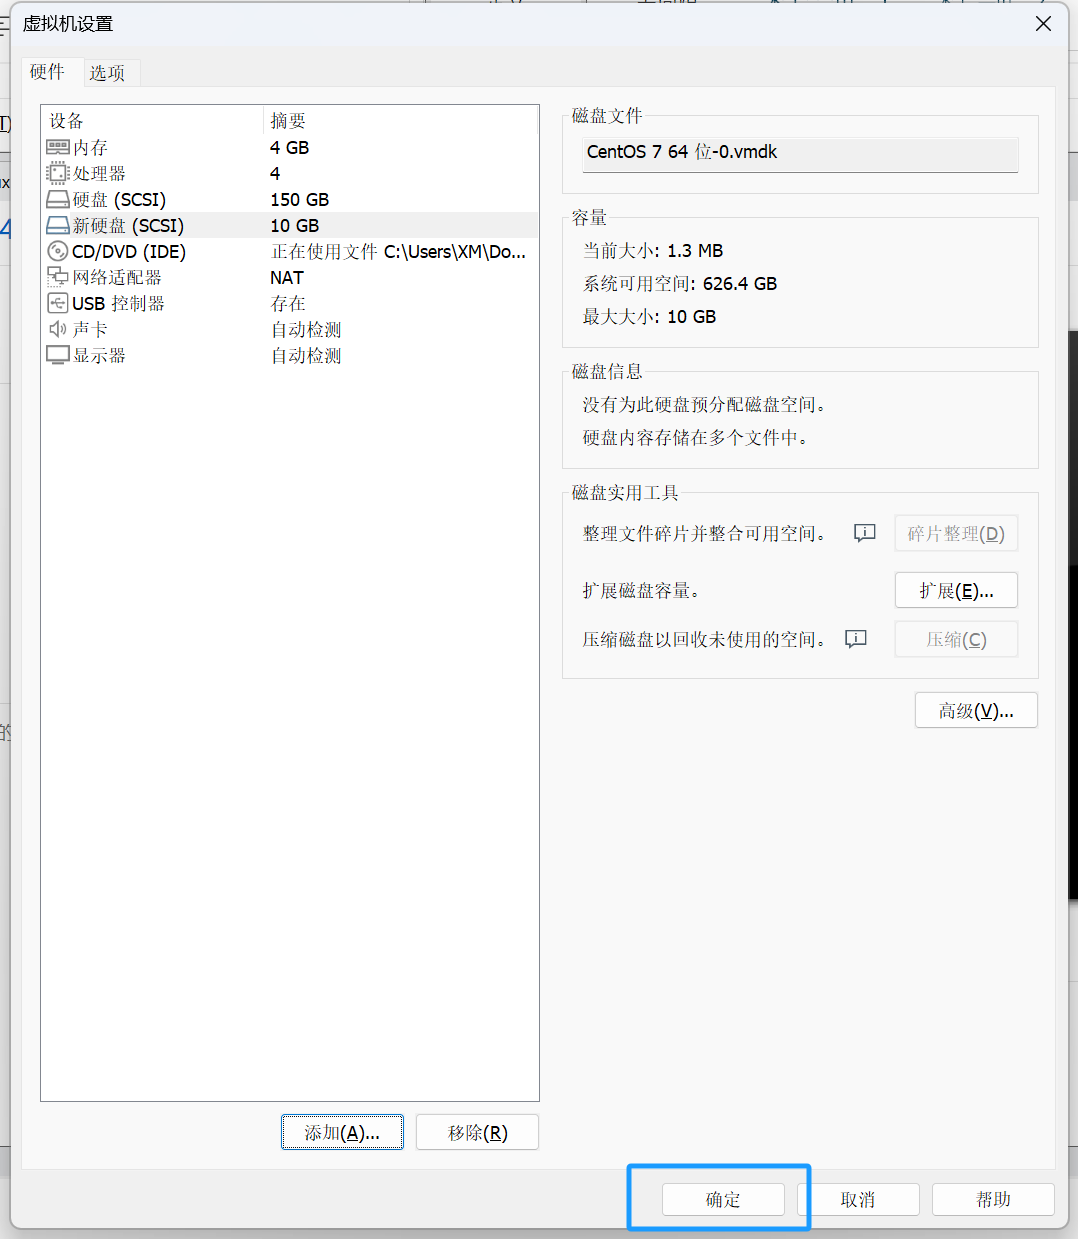 虚拟机设置
硬件 选项
设备 摘要
内存 4 GB
处理器 4
硬盘 (SCSI) 150 GB
新硬盘 (SCSI) 10 GB
CD/DVD (IDE) 正在使用文件 C:\Users\XM\Do...
网络适配器 NAT
USB 控制器 存在
声卡 自动检测
显示器 自动检测
添加(A)... 移除(R)
磁盘文件
CentOS 7 64 位-0.vmdk
容量
当前大小: 1.3 MB
系统可用空间: 626.4 GB
最大大小: 10 GB
磁盘信息
没有为此硬盘预分配磁盘空间。
硬盘内容存储在多个文件中。
磁盘实用工具
整理文件碎片并整合可用空间。 碎片整理(D)
扩展磁盘容量。 扩展(E)...
压缩磁盘以回收未使用的空间。 压缩(C)
高级(V)...
确定 取消 帮助